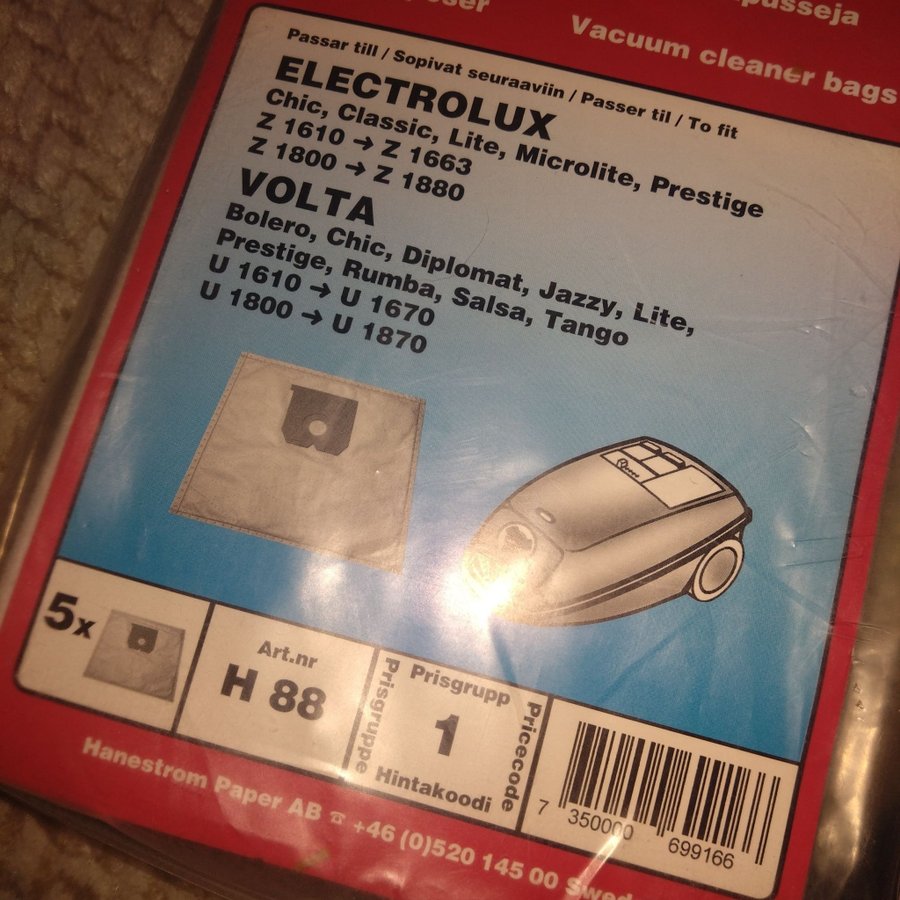 Vacuum cleaner bags
Passar till / Sopivat seuraaviin / Passer til / To fit
ELECTROLUX
Chic, Classic, Lite, Microlite, Prestige
Z 1610 → Z 1663
Z 1800 → Z 1880
VOLTA
Bolero, Chic, Diplomat, Jazzy, Lite,
Prestige, Rumba, Salsa, Tango
U 1610 → U 1670
U 1800 → U 1870
5x
Art.nr
H 88
Prisgrupp
Prisgruppe
1
Pricecode
Hintakoodi
7 350000 699166
Hanestrom Paper AB ☎ +46 (0)520 145 00